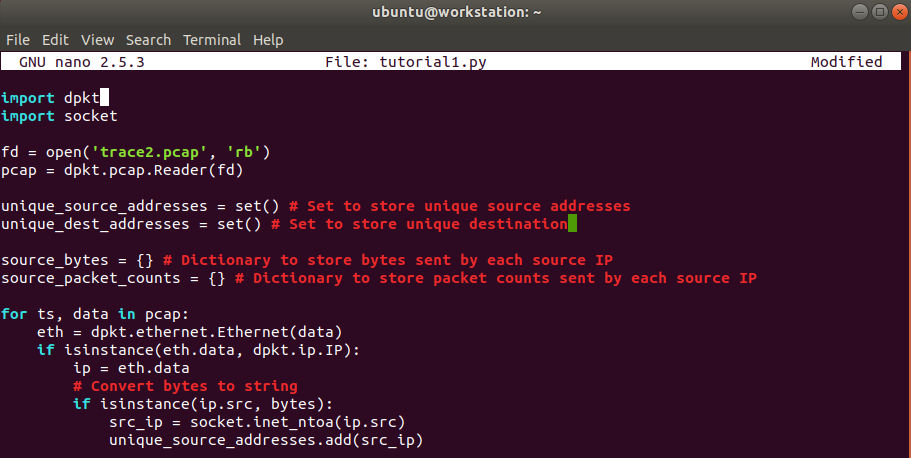 ubuntu@workstation: ~
File Edit View Search Terminal Help
GNU nano 2.5.3 File: tutorial1.py Modified
import dpkt
import socket
fd = open('trace2.pcap', 'rb')
pcap = dpkt.pcap.Reader(fd)
unique_source_addresses = set() # Set to store unique source addresses
unique_dest_addresses = set() # Set to store unique destination
source_bytes = {} # Dictionary to store bytes sent by each source IP
source_packet_counts = {} # Dictionary to store packet counts sent by each source IP
for ts, data in pcap:
    eth = dpkt.ethernet.Ethernet(data)
    if isinstance(eth.data, dpkt.ip.IP):
        ip = eth.data
        # Convert bytes to string
        if isinstance(ip.src, bytes):
            src_ip = socket.inet_ntoa(ip.src)
            unique_source_addresses.add(src_ip)